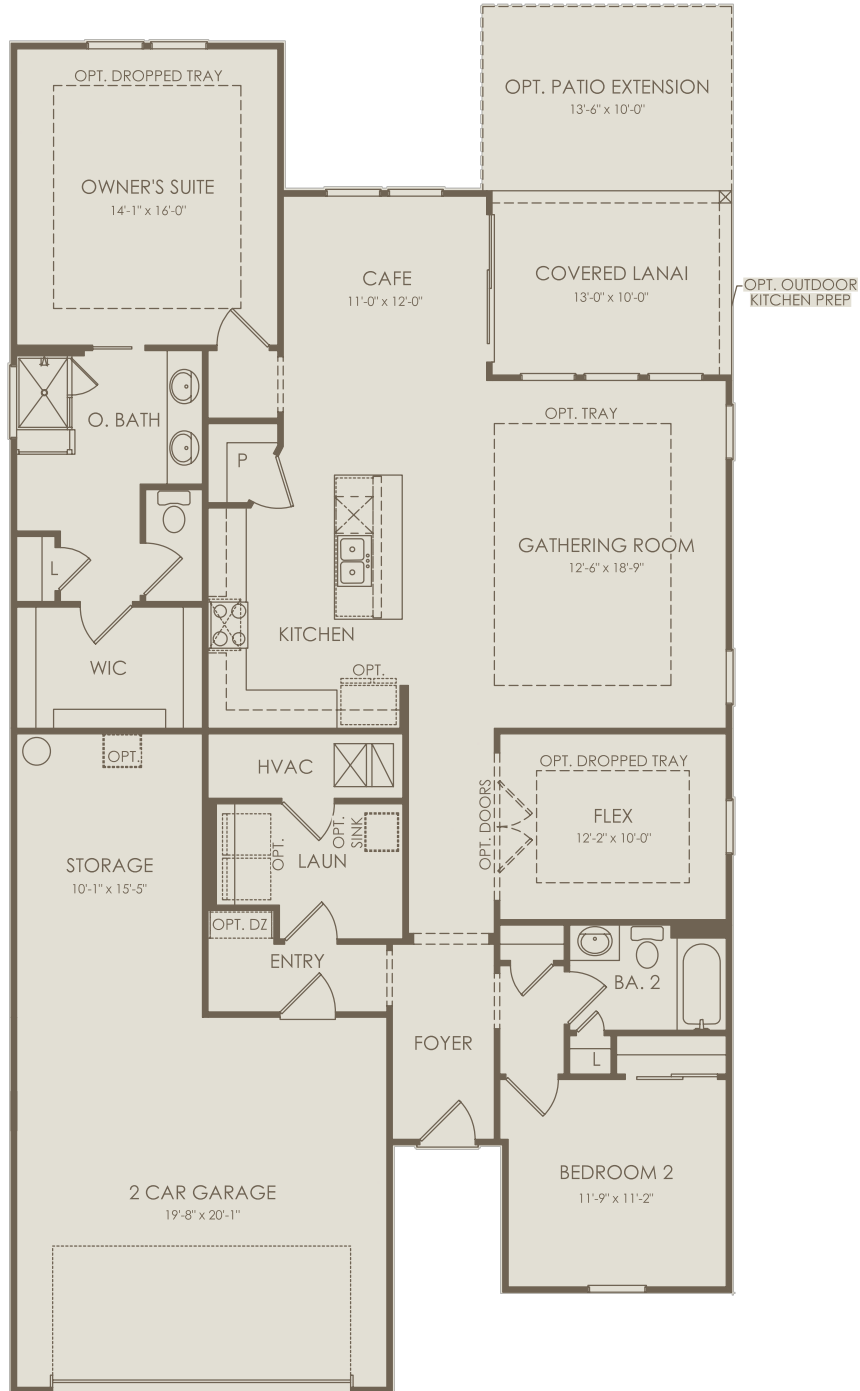 OPT. DROPPED TRAY
OWNER'S SUITE
14'-1" x 16'-0"
OPT. PATIO EXTENSION
13'-6" x 10'-0"
CAFE
11'-0" x 12'-0"
COVERED LANAI
13'-0" x 10'-0"
OPT. OUTDOOR
KITCHEN PREP
O. BATH
P
OPT. TRAY
GATHERING ROOM
12'-6" x 18'-9"
L
KITCHEN
OPT.
WIC
OPT.
HVAC
OPT. DOORS
OPT. DROPPED TRAY
FLEX
12'-2" x 10'-0"
STORAGE
10'-1" x 15'-5"
OPT.
LAUN
OPT.
SINK
OPT. DZ
ENTRY
FOYER
BA. 2
L
BEDROOM 2
11'-9" x 11'-2"
2 CAR GARAGE
19'-8" x 20'-1"